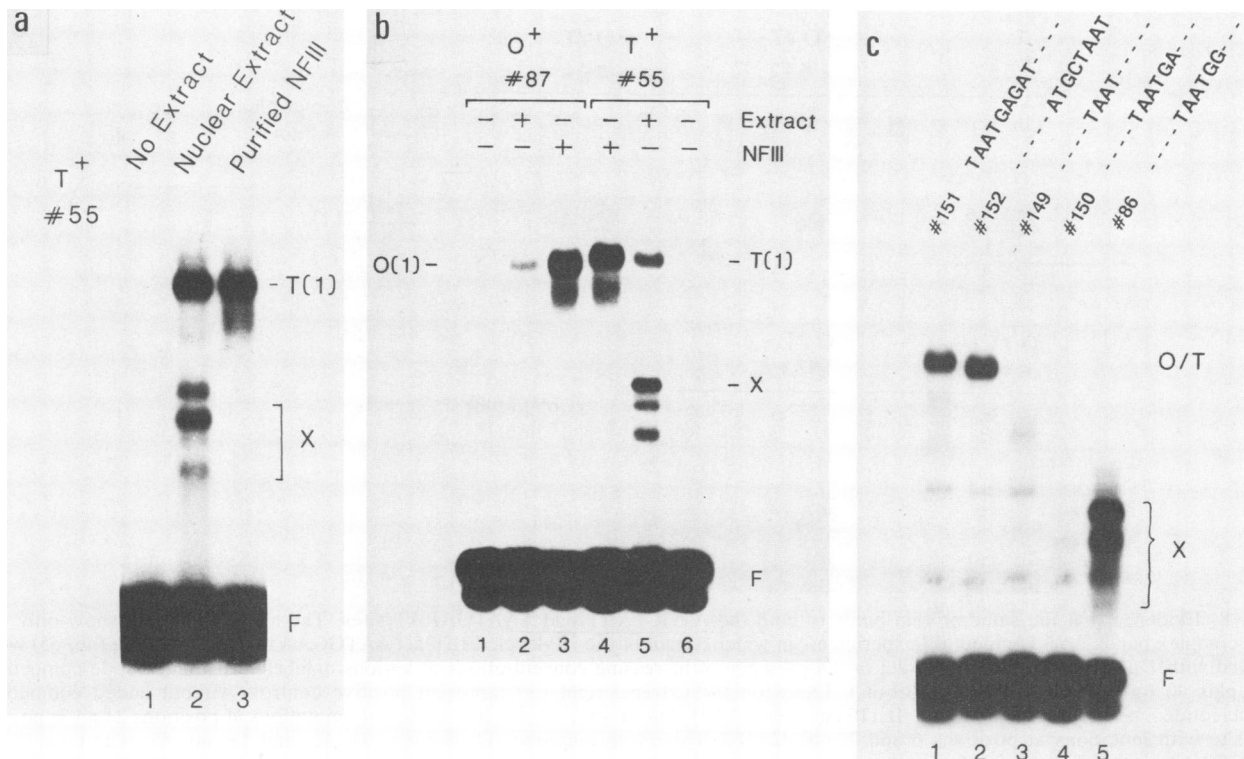 a
T+
#55
No Extract
Nuclear Extract
Purified NFIII
- T(1)
X
F
1 2 3
b
O+ T+
#87 #55
- + - - + - Extract
- - + + - - NFIII
O(1) - - T(1)
- X
F
1 2 3 4 5 6
c
#151 TAATGAGAT----
#152 ----ATGCTAAT
#149 ----TAAT----
#150 ----TAATGA--
#86 ----TAATGG--
O/T
X
F
1 2 3 4 5